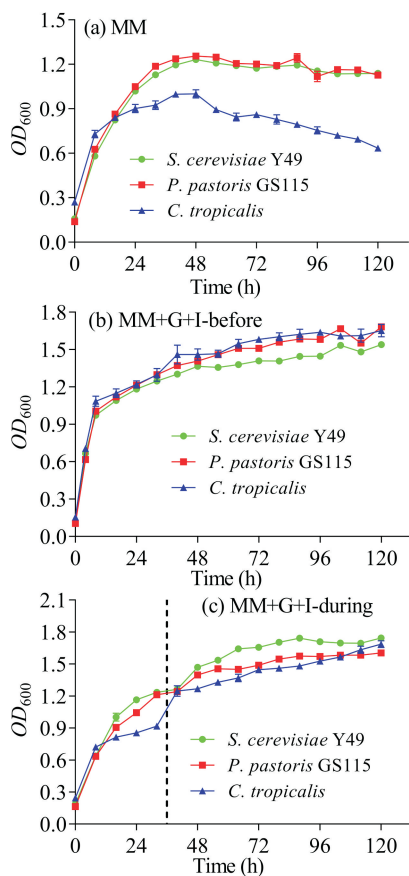 (a) MM
1.5
1.2
0.9
0.6
0.3
0.0
OD600
S. cerevisiae Y49
P. pastoris GS115
C. tropicalis
0 24 48 72 96 120
Time (h)
(b) MM+G+I-before
1.8
1.5
1.2
0.9
0.6
0.3
0.0
OD600
S. cerevisiae Y49
P. pastoris GS115
C. tropicalis
0 24 48 72 96 120
Time (h)
(c) MM+G+I-during
2.1
1.8
1.5
1.2
0.9
0.6
0.3
0.0
OD600
S. cerevisiae Y49
P. pastoris GS115
C. tropicalis
0 24 48 72 96 120
Time (h)